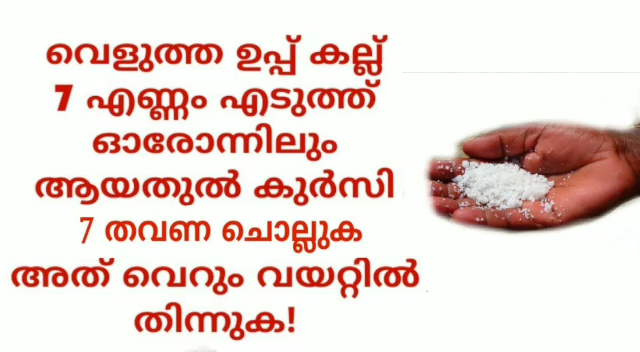 വെളുത്ത ഉപ്പ് കല്ല്
7 എണ്ണം എടുത്ത്
ഓരോന്നിലും
ആയതുൽ കുർസി
7 തവണ ചൊല്ലുക
അത് വെറും വയറ്റിൽ
തിന്നുക!